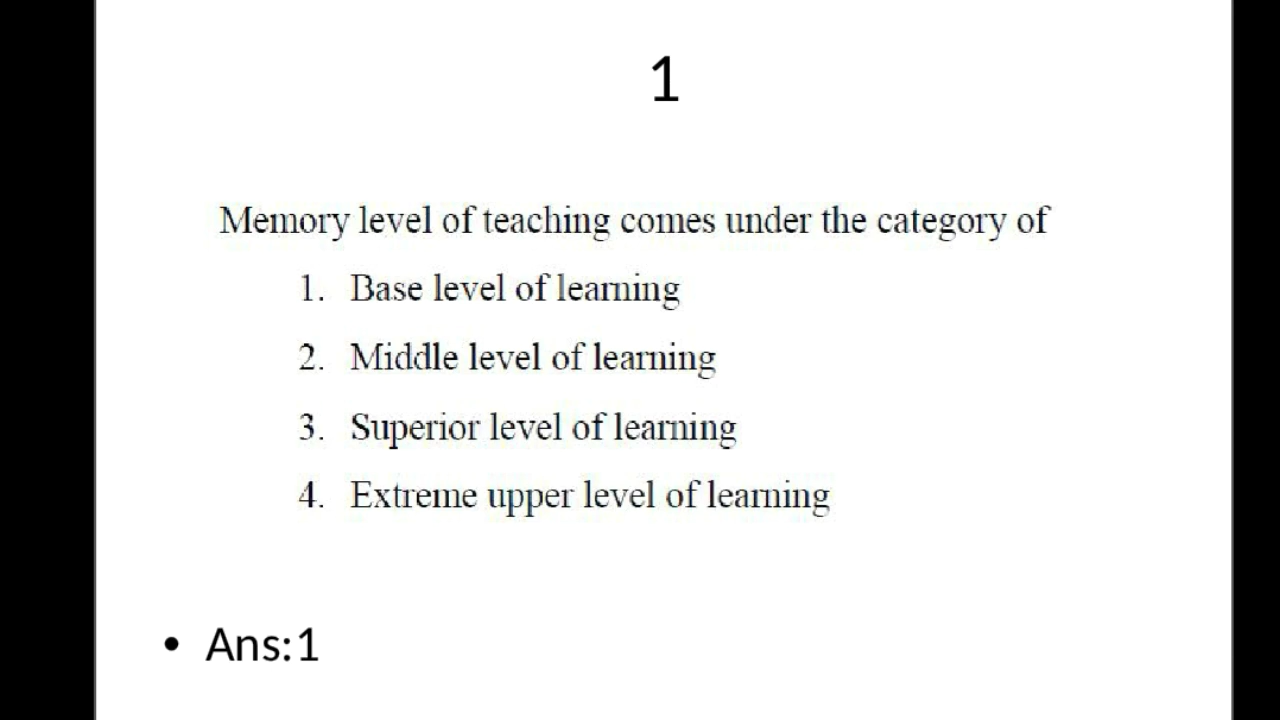 1
Memory level of teaching comes under the category of
1. Base level of learning
2. Middle level of learning
3. Superior level of learning
4. Extreme upper level of learning
• Ans:1